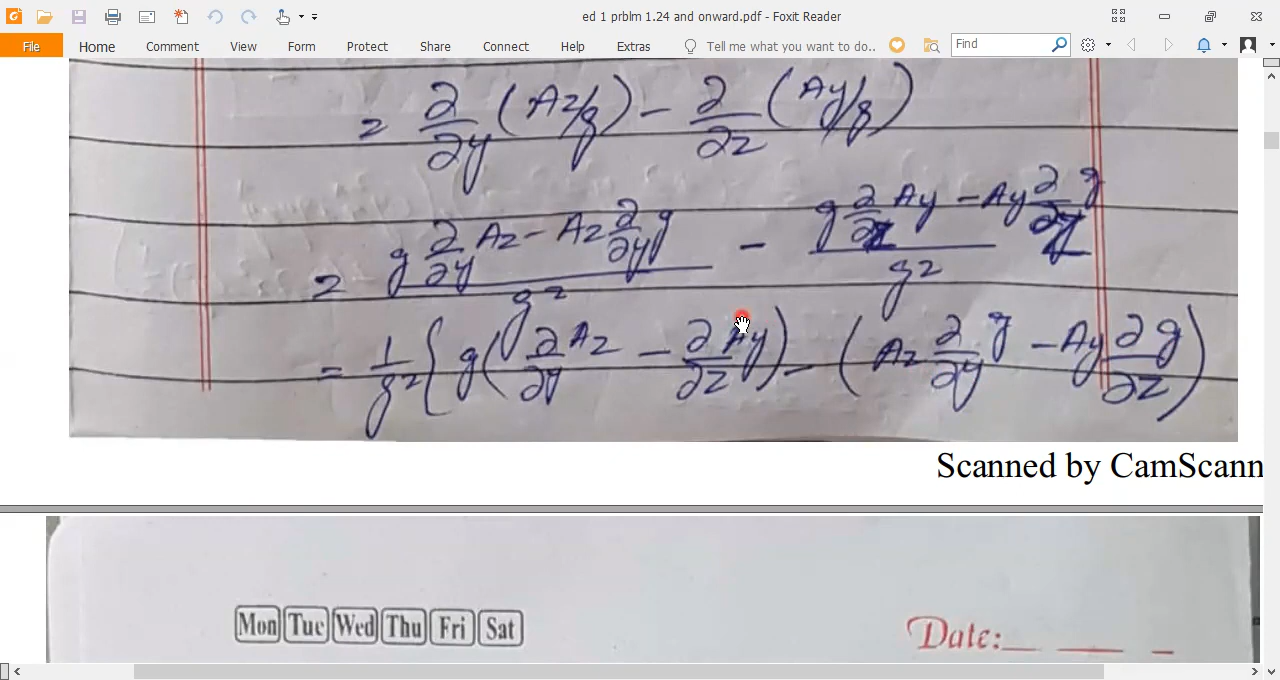 ed 1 prblm 1.24 and onward.pdf - Foxit Reader
File Home Comment View Form Protect Share Connect Help Extras Tell me what you want to do.. Find
= ∂/∂y (Az/g) - ∂/∂z (Ay/g)
= (g ∂/∂y Az - Az ∂/∂y g)/g² - (g ∂/∂z Ay - Ay ∂/∂z g)/g²
= 1/g² { g( ∂/∂y Az - ∂/∂z Ay ) - ( Az ∂/∂y g - Ay ∂g/∂z )
Scanned by CamScann
Mon Tue Wed Thu Fri Sat
Date: